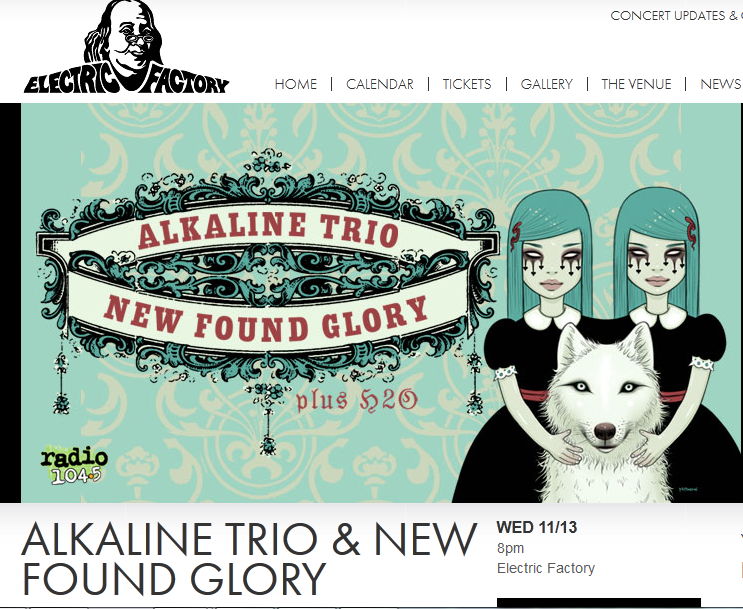 CONCERT UPDATES &
ELECTRIC FACTORY
HOME | CALENDAR | TICKETS | GALLERY | THE VENUE | NEWS
ALKALINE TRIO
NEW FOUND GLORY
plus H2O
radio
104.5
ALKALINE TRIO & NEW
FOUND GLORY
WED 11/13
8pm
Electric Factory